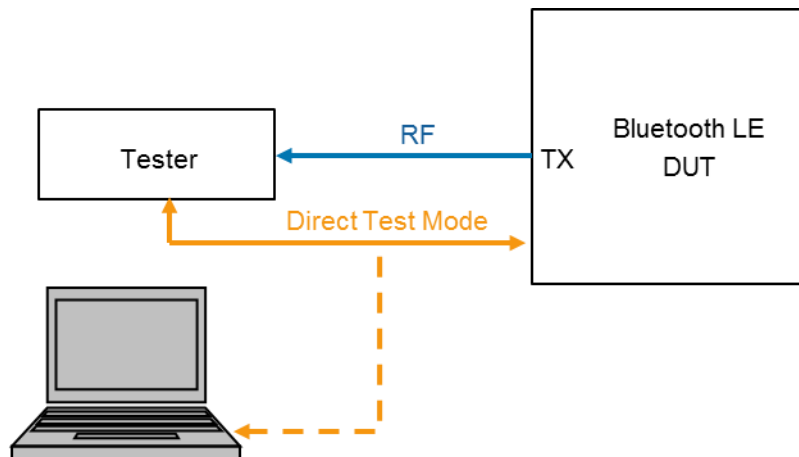 Bluetooth LE
DUT
RF
TX
Tester
Direct Test Mode